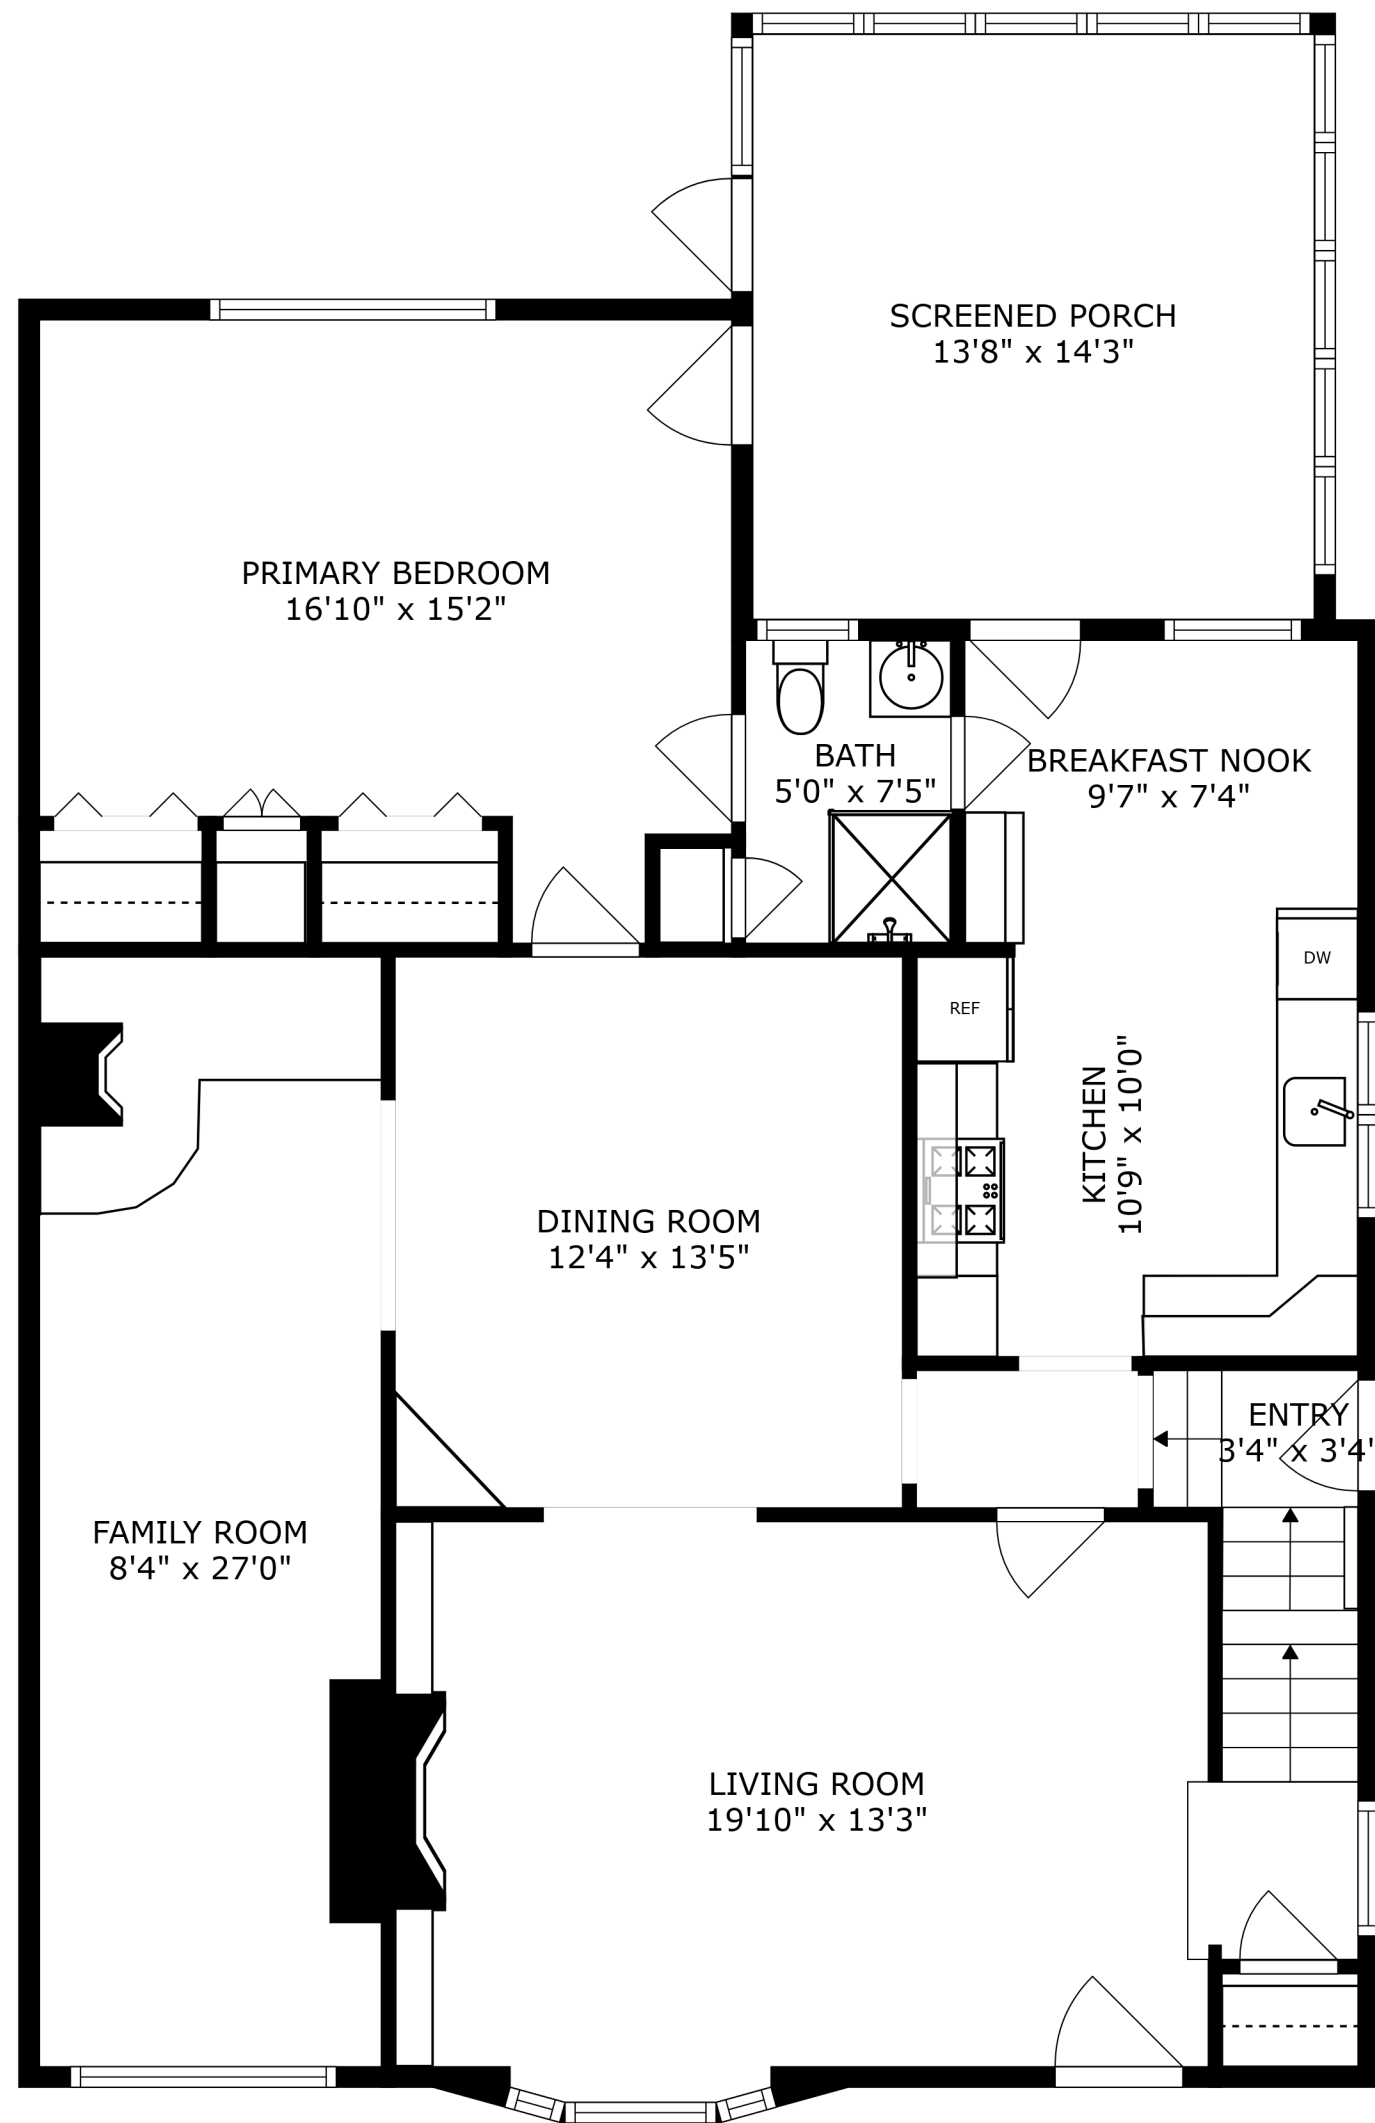 SCREENED PORCH
13'8" x 14'3"
PRIMARY BEDROOM
16'10" x 15'2"
BATH
5'0" x 7'5"
BREAKFAST NOOK
9'7" x 7'4"
DW
REF
KITCHEN
10'9" x 10'0"
DINING ROOM
12'4" x 13'5"
ENTRY
3'4" x 3'4"
FAMILY ROOM
8'4" x 27'0"
LIVING ROOM
19'10" x 13'3"